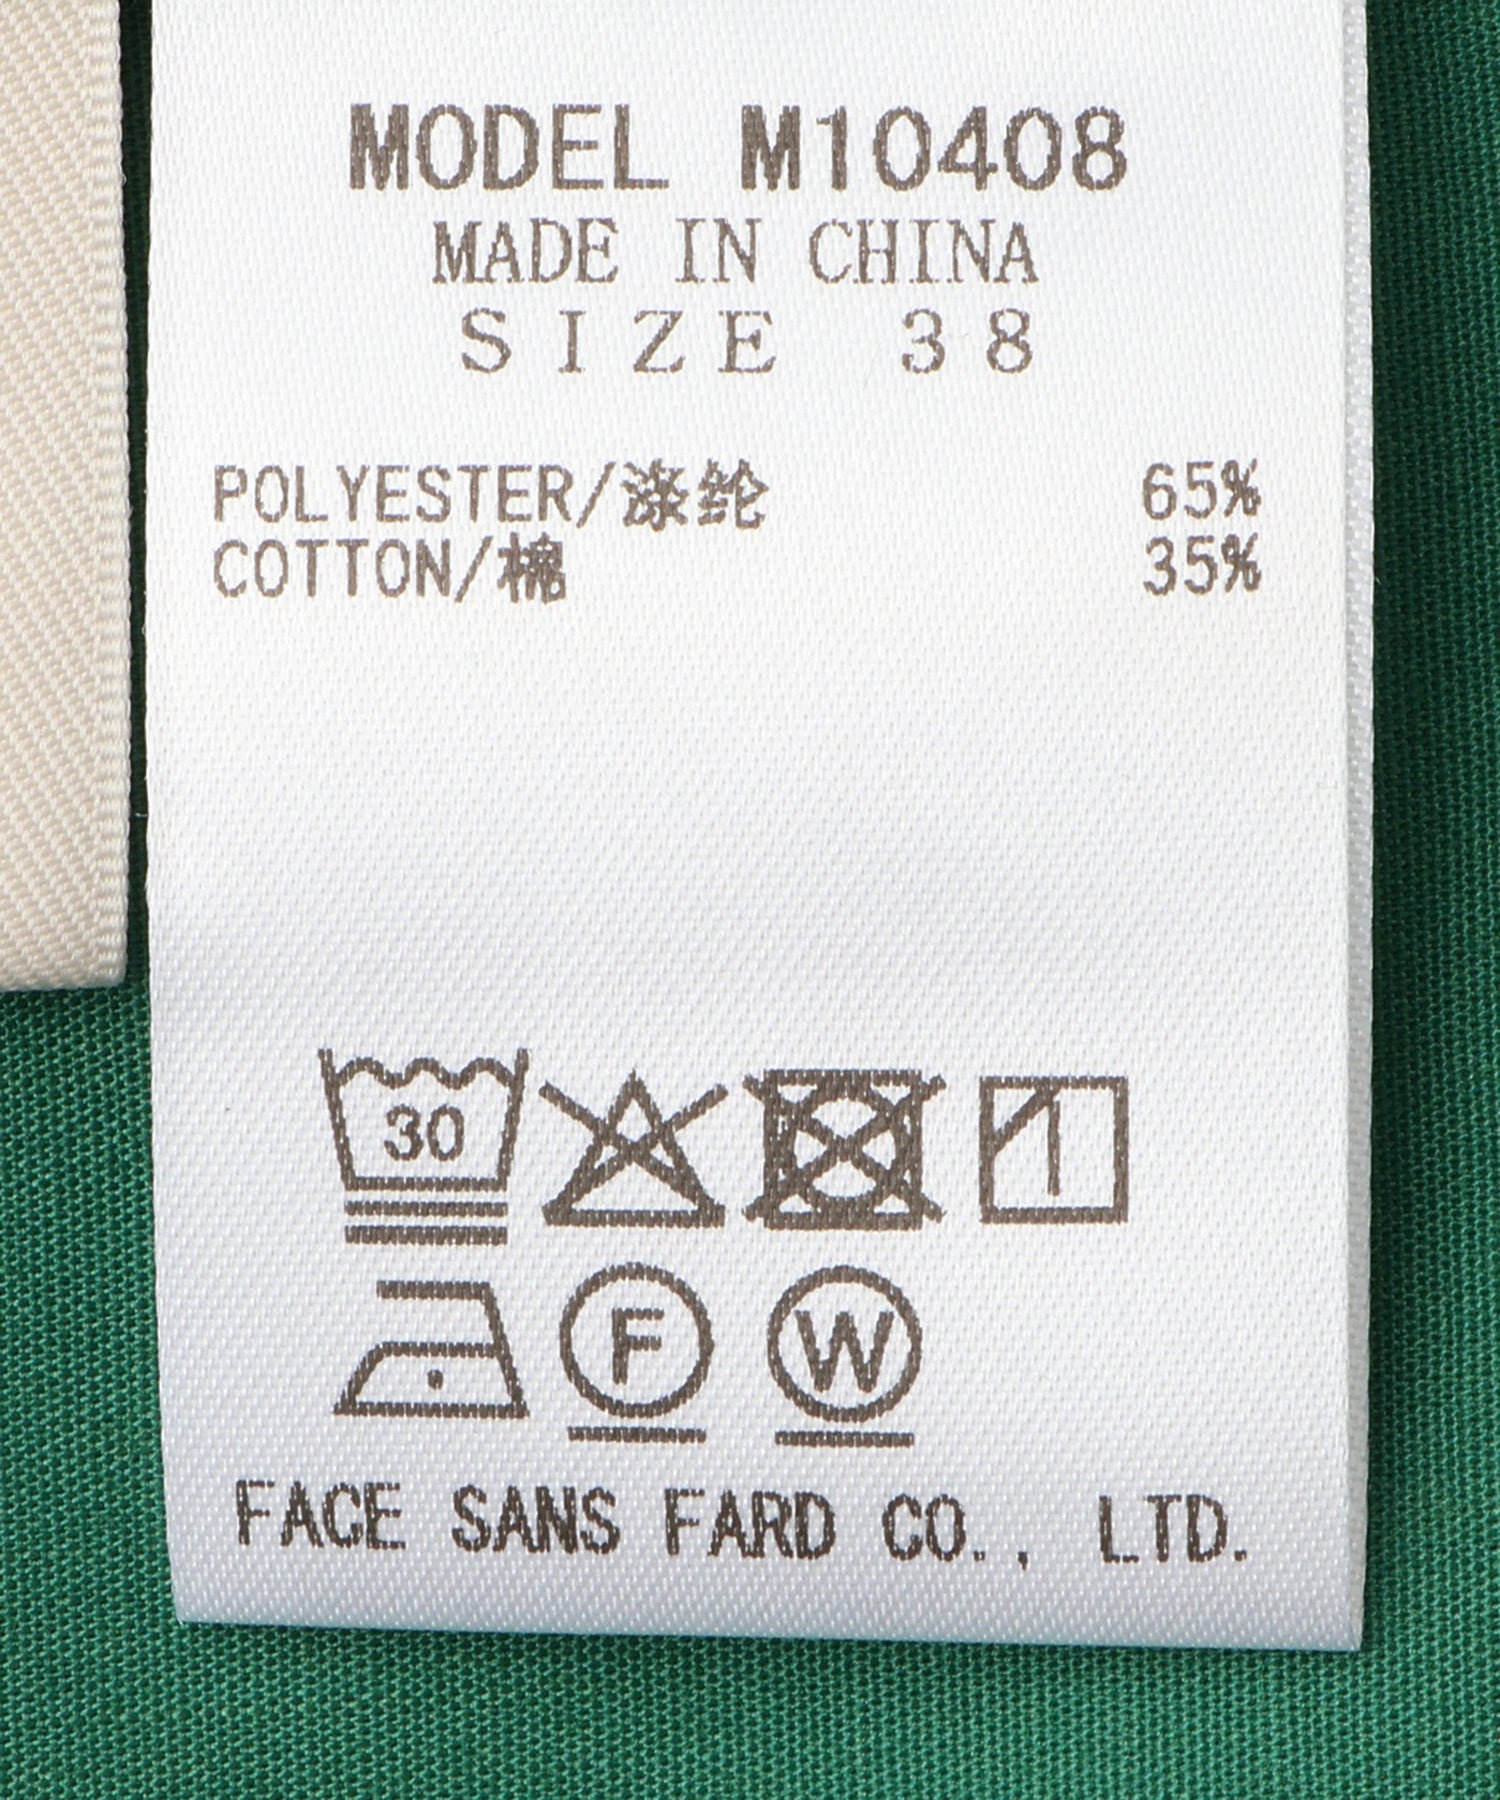 MODEL M10408
MADE IN CHINA
SIZE 38
POLYESTER/涤纶 65%
COTTON/棉 35%
30
F W
FACE SANS FARD CO., LTD.